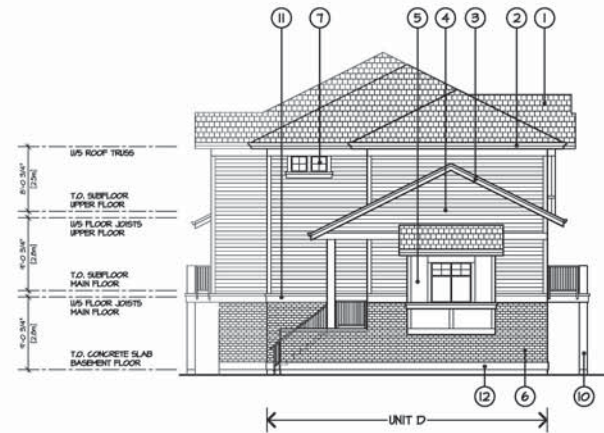 11 7 5 4 3 2 1
U/S ROOF TRUSS
8'-0 3/4"
T.O. SUBFLOOR
UPPER FLOOR
U/S FLOOR JOISTS
UPPER FLOOR
9'-0 3/4"
[2.8m]
T.O. SUBFLOOR
MAIN FLOOR
U/S FLOOR JOISTS
MAIN FLOOR
9'-0 3/4"
[2.8m]
T.O. CONCRETE SLAB
BASEMENT FLOOR
12 6 10
UNIT D